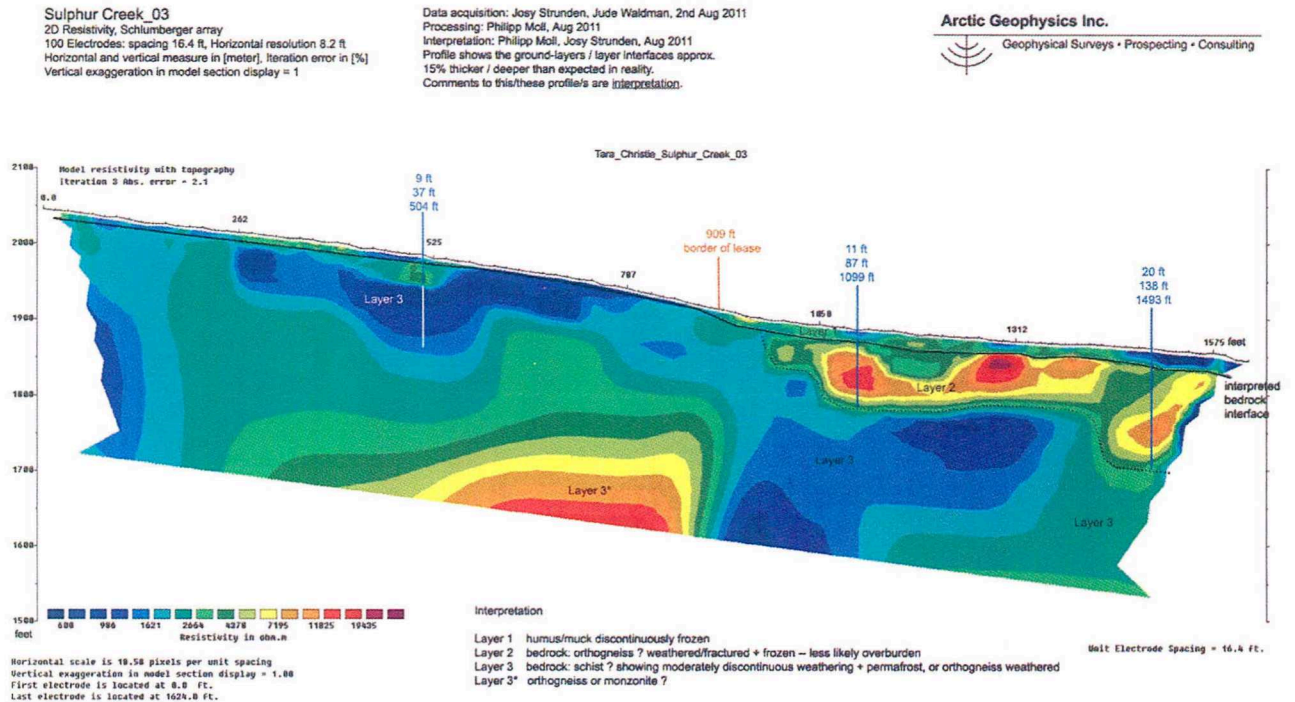 Sulphur Creek_03
2D Resistivity, Schlumberger array
100 Electrodes: spacing 16.4 ft, Horizontal resolution 8.2 ft
Horizontal and vertical measure in [meter], Iteration error in [%]
Vertical exaggeration in model section display = 1
Data acquisition: Josy Strunden, Jude Waldman, 2nd Aug 2011
Processing: Philipp Moll, Aug 2011
Interpretation: Philipp Moll, Josy Strunden, Aug 2011
Profile shows the ground-layers / layer interfaces approx.
15% thicker / deeper than expected in reality.
Comments to this/these profile/s are interpretation.
Arctic Geophysics Inc.
Geophysical Surveys • Prospecting • Consulting
Tara_Christie_Sulphur_Creek_03
Model resistivity with topography
Iteration 3 Abs. error = 2.1
2100
2000
1900
1800
1700
1600
1500
feet
0.0
262
525
787
1050
1312
1575 feet
9 ft
37 ft
504 ft
909 ft
border of lease
11 ft
87 ft
1099 ft
20 ft
138 ft
1493 ft
Layer 3
Layer 1
Layer 2
Layer 3
Layer 3*
Layer 3
interpreted
bedrock
interface
600 986 1621 2664 4378 7195 11825 19435
Resistivity in ohm.m
Horizontal scale is 10.58 pixels per unit spacing
Vertical exaggeration in model section display = 1.00
First electrode is located at 0.0 ft.
Last electrode is located at 1624.0 ft.
Interpretation
Layer 1 humus/muck discontinuously frozen
Layer 2 bedrock: orthogneiss ? weathered/fractured + frozen – less likely overburden
Layer 3 bedrock: schist ? showing moderately discontinuous weathering + permafrost, or orthogneiss weathered
Layer 3* orthogneiss or monzonite ?
Unit Electrode Spacing = 16.4 ft.